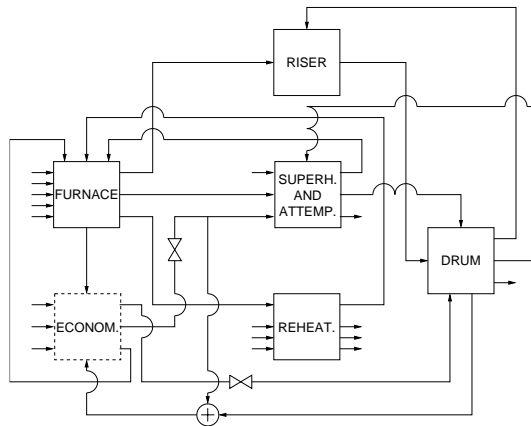 RISER
FURNACE
SUPERH.
AND
ATTEMP.
DRUM
ECONOM.
REHEAT.